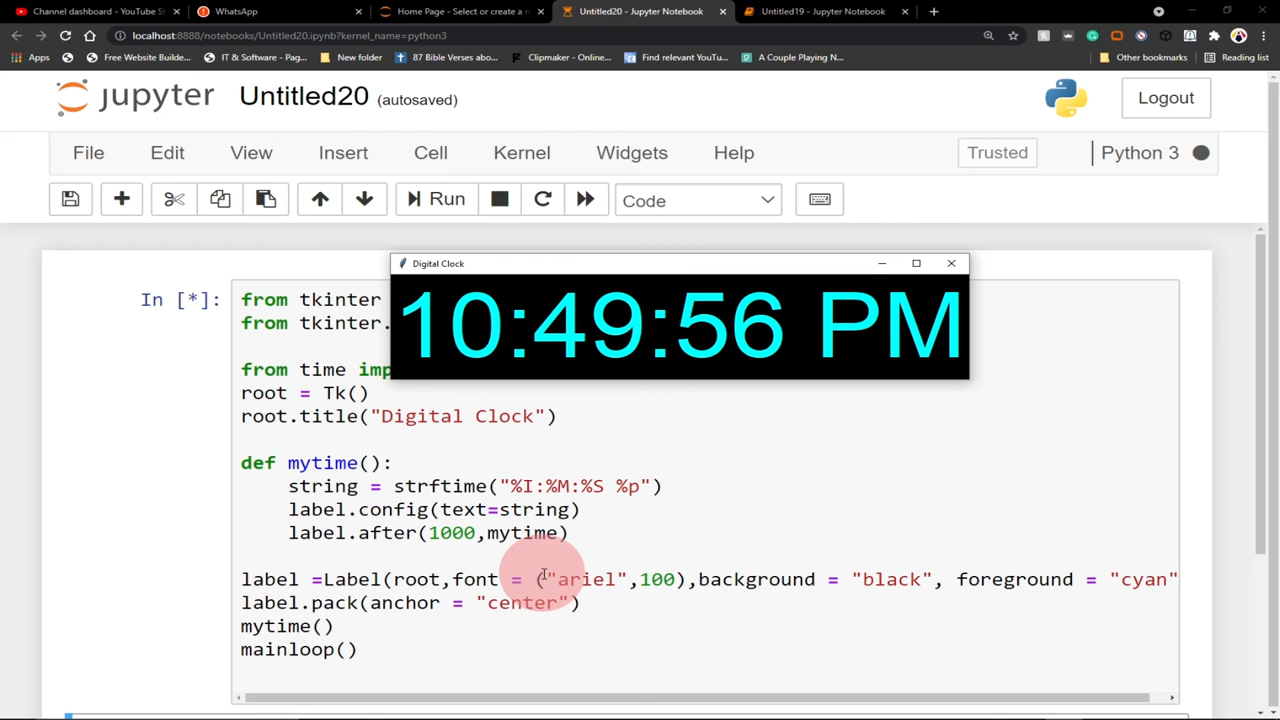 Channel dashboard - YouTube St
WhatsApp
Home Page - Select or create a n
Untitled20 - Jupyter Notebook
Untitled19 - Jupyter Notebook
localhost:8888/notebooks/Untitled20.ipynb?kernel_name=python3
Apps
Free Website Builde...
IT & Software - Pag...
New folder
87 Bible Verses abo...
Clipmaker - Online...
Find relevant YouTu...
A Couple Playing N...
Other bookmarks
Reading list
jupyter Untitled20 (autosaved)
Logout
File Edit View Insert Cell Kernel Widgets Help
Trusted
Python 3
Run
Code
Digital Clock
10:49:56 PM
In [*]:
from tkinter
from tkinter.
from time imp
root = Tk()
root.title("Digital Clock")
def mytime():
string = strftime("%I:%M:%S %p")
label.config(text=string)
label.after(1000,mytime)
label =Label(root,font = ("ariel",100),background = "black", foreground = "cyan"
label.pack(anchor = "center")
mytime()
mainloop()